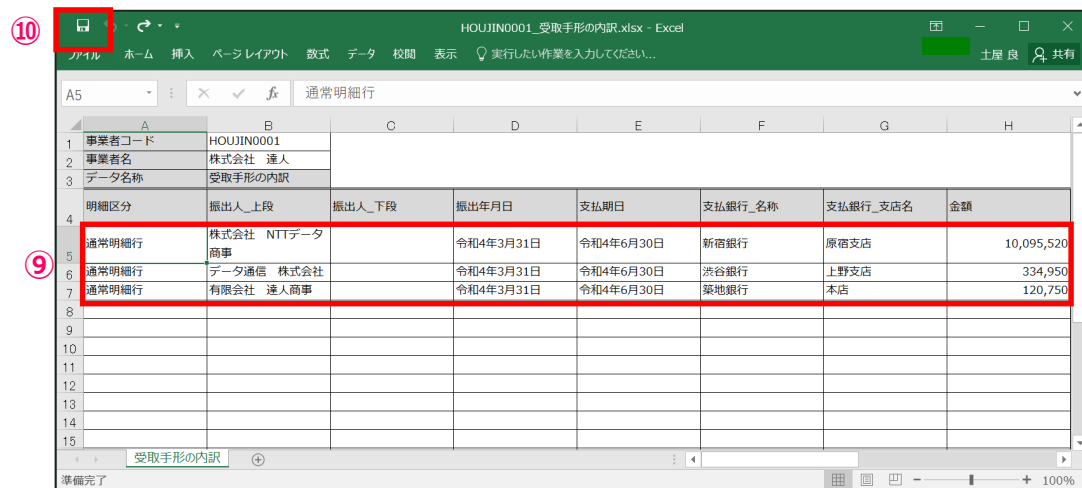 ⑩
HOUJIN0001_受取手形の内訳.xlsx - Excel
ファイル ホーム 挿入 ページ レイアウト 数式 データ 校閲 表示 実行したい作業を入力してください... 土屋 良 共有
A5 fx 通常明細行
A B C D E F G H
1 事業者コード HOUJIN0001
2 事業者名 株式会社 達人
3 データ名称 受取手形の内訳
4 明細区分 振出人_上段 振出人_下段 振出年月日 支払期日 支払銀行_名称 支払銀行_支店名 金額
⑨
5 通常明細行 株式会社 NTTデータ商事 令和4年3月31日 令和4年6月30日 新宿銀行 原宿支店 10,095,520
6 通常明細行 データ通信 株式会社 令和4年3月31日 令和4年6月30日 渋谷銀行 上野支店 334,950
7 通常明細行 有限会社 達人商事 令和4年3月31日 令和4年6月30日 築地銀行 本店 120,750
8
9
10
11
12
13
14
15
受取手形の内訳
準備完了 100%